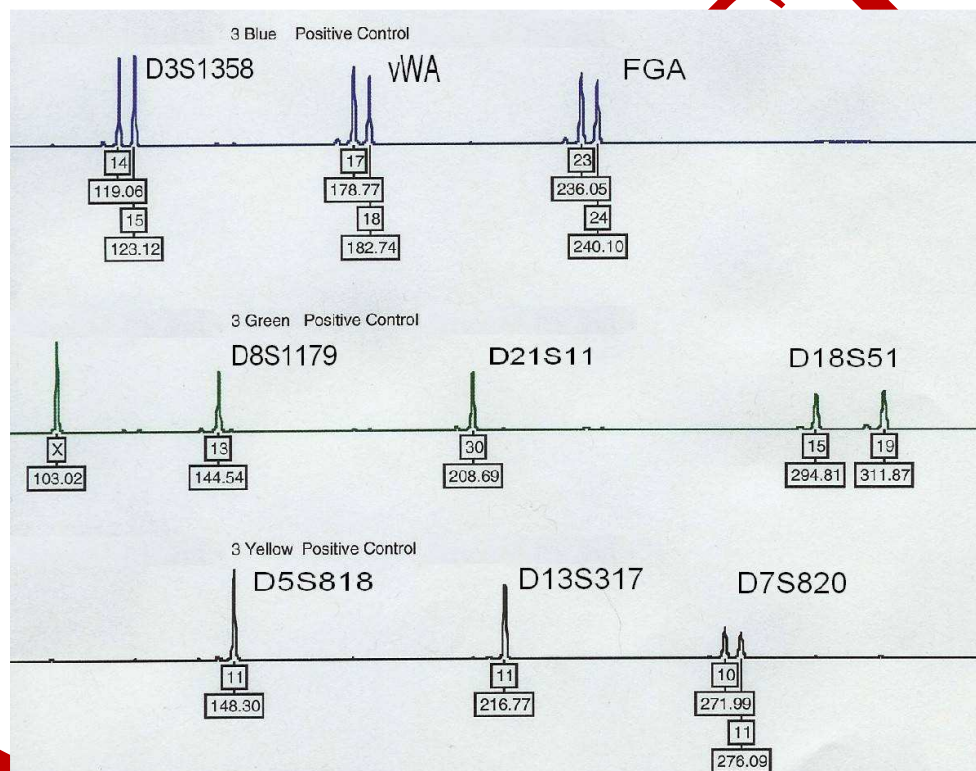 3 Blue Positive Control
D3S1358 vWA FGA
14 17 23
119.06 178.77 236.05
15 18 24
123.12 182.74 240.10
3 Green Positive Control
D8S1179 D21S11 D18S51
X 13 30 15 19
103.02 144.54 208.69 294.81 311.87
3 Yellow Positive Control
D5S818 D13S317 D7S820
11 11 10
148.30 216.77 271.99
11
276.09